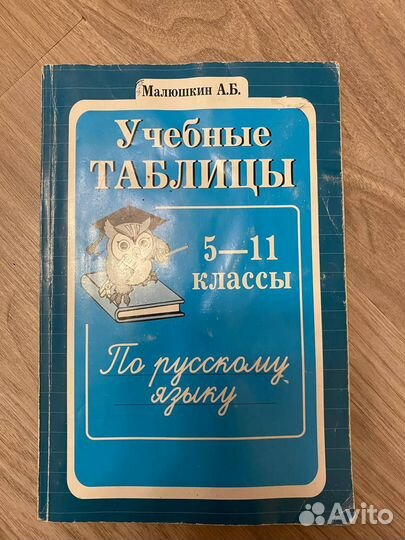 Малюшкин А.Б.
Учебные
ТАБЛИЦЫ
5—11
классы
По русскому
языку
Avito